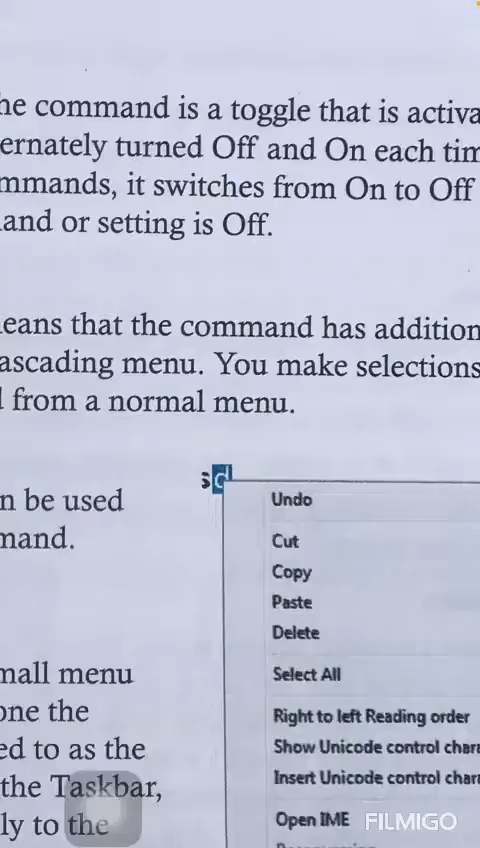 he command is a toggle that is activa
ernately turned Off and On each tim
mmands, it switches from On to Off
and or setting is Off.
eans that the command has addition
ascading menu. You make selections
l from a normal menu.
n be used
mand.
mall menu
one the
ed to as the
the Taskbar,
ly to the
sd
Undo
Cut
Copy
Paste
Delete
Select All
Right to left Reading order
Show Unicode control chara
Insert Unicode control chara
Open IME
FILMIGO